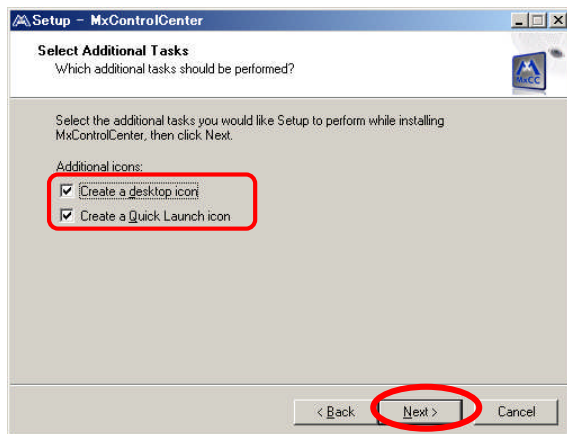 Setup - MxControlCenter
Select Additional Tasks
Which additional tasks should be performed?
MxCC
Select the additional tasks you would like Setup to perform while installing
MxControlCenter, then click Next.
Additional icons:
Create a desktop icon
Create a Quick Launch icon
< Back
Next >
Cancel